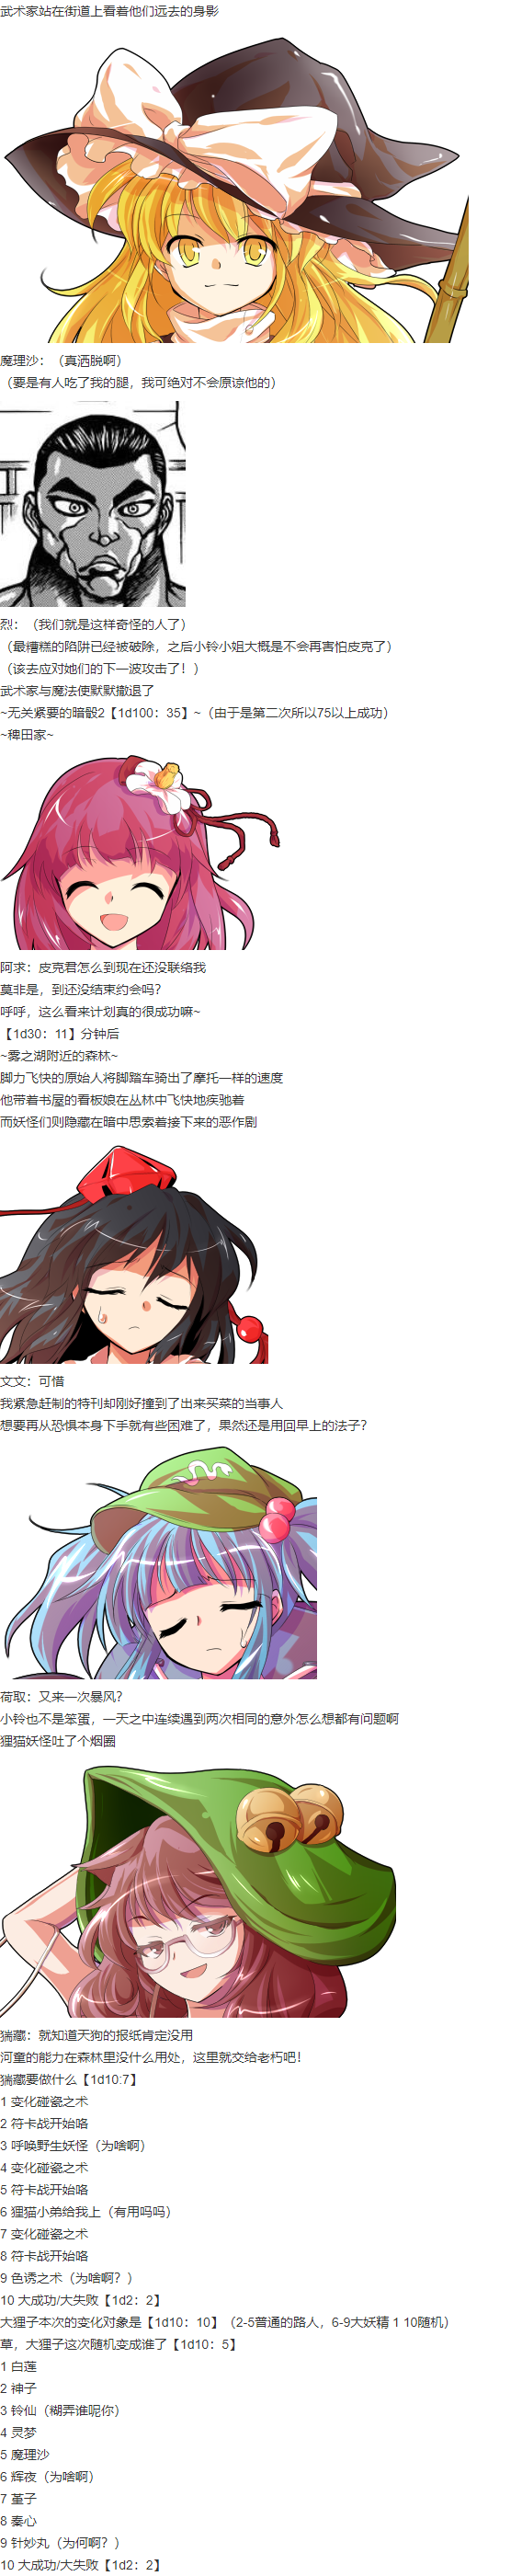 武术家站在街道上看着他们远去的身影
魔理沙：（真洒脱啊）
（要是有人吃了我的腿，我可绝对不会原谅他的）
烈：（我们就是这样奇怪的人了）
（最糟糕的陷阱已经被破除，之后小铃小姐大概是不会再害怕皮克了）
（该去应对她们的下一波攻击了！）
武术家与魔法使默默撤退了
~无关紧要的暗骰2【1d100：35】~（由于是第二次所以75以上成功）
~稗田家~
阿求：皮克君怎么到现在还没联络我
莫非是，到还没结束约会吗？
呼呼，这么看来计划真的很成功嘛~
【1d30：11】分钟后
~雾之湖附近的森林~
脚力飞快的原始人将脚踏车骑出了摩托一样的速度
他带着书屋的看板娘在丛林中飞快地疾驰着
而妖怪们则隐藏在暗中思索着接下来的恶作剧
文文：可惜
我紧急赶制的特刊却刚好撞到了出来买菜的当事人
想要再从恐惧本身下手就有些困难了，果然还是用回早上的法子？
荷取：又来一次暴风？
小铃也不是笨蛋，一天之中连续遇到两次相同的意外怎么想都有问题啊
狸猫妖怪吐了个烟圈
猯藏：就知道天狗的报纸肯定没用
河童的能力在森林里没什么用处，这里就交给老朽吧！
猯藏要做什么【1d10:7】
1 变化碰瓷之术
2 符卡战开始咯
3 呼唤野生妖怪（为啥啊）
4 变化碰瓷之术
5 符卡战开始咯
6 狸猫小弟给我上（有用吗吗）
7 变化碰瓷之术
8 符卡战开始咯
9 色诱之术（为啥啊？）
10 大成功/大失败【1d2：2】
大狸子本次的变化对象是【1d10：10】（2-5普通的路人，6-9大妖精 1 10随机）
草，大狸子这次随机变成谁了【1d10：5】
1 白莲
2 神子
3 铃仙（糊弄谁呢你）
4 灵梦
5 魔理沙
6 辉夜（为啥啊）
7 堇子
8 秦心
9 针妙丸（为何啊？）
10 大成功/大失败【1d2：2】